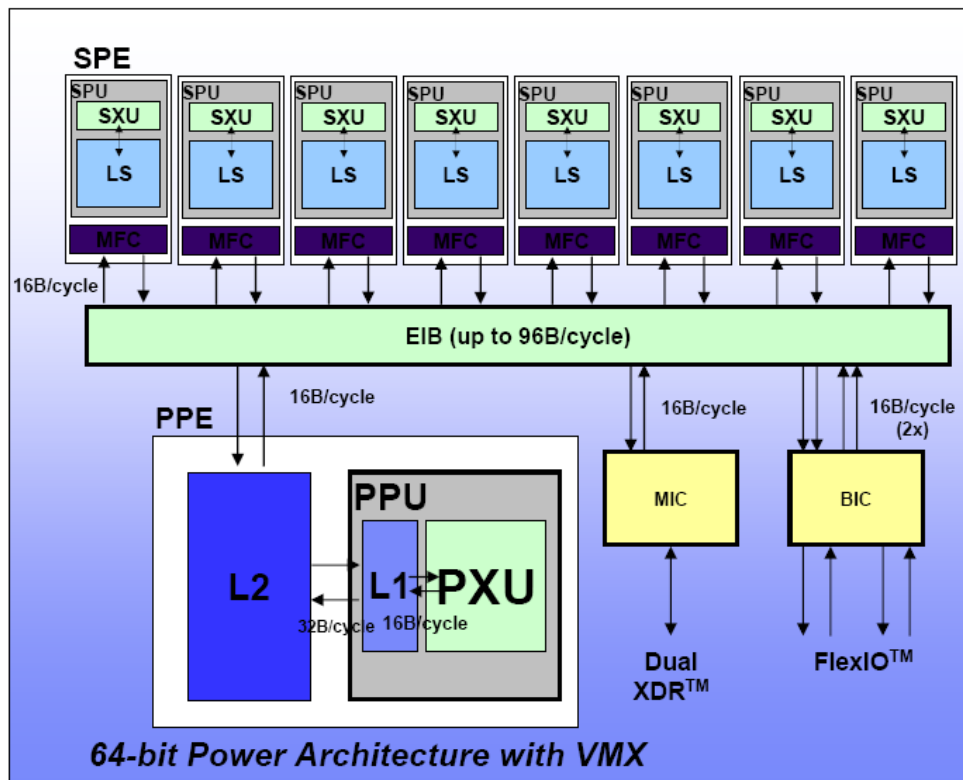 SPE
SPU SPU SPU SPU SPU SPU SPU SPU
SXU SXU SXU SXU SXU SXU SXU SXU
LS LS LS LS LS LS LS LS
MFC MFC MFC MFC MFC MFC MFC MFC
16B/cycle
EIB (up to 96B/cycle)
16B/cycle 16B/cycle 16B/cycle
(2x)
PPE
PPU
MIC BIC
L2 L1 PXU
32B/cycle 16B/cycle
Dual FlexIO™
XDR™
64-bit Power Architecture with VMX